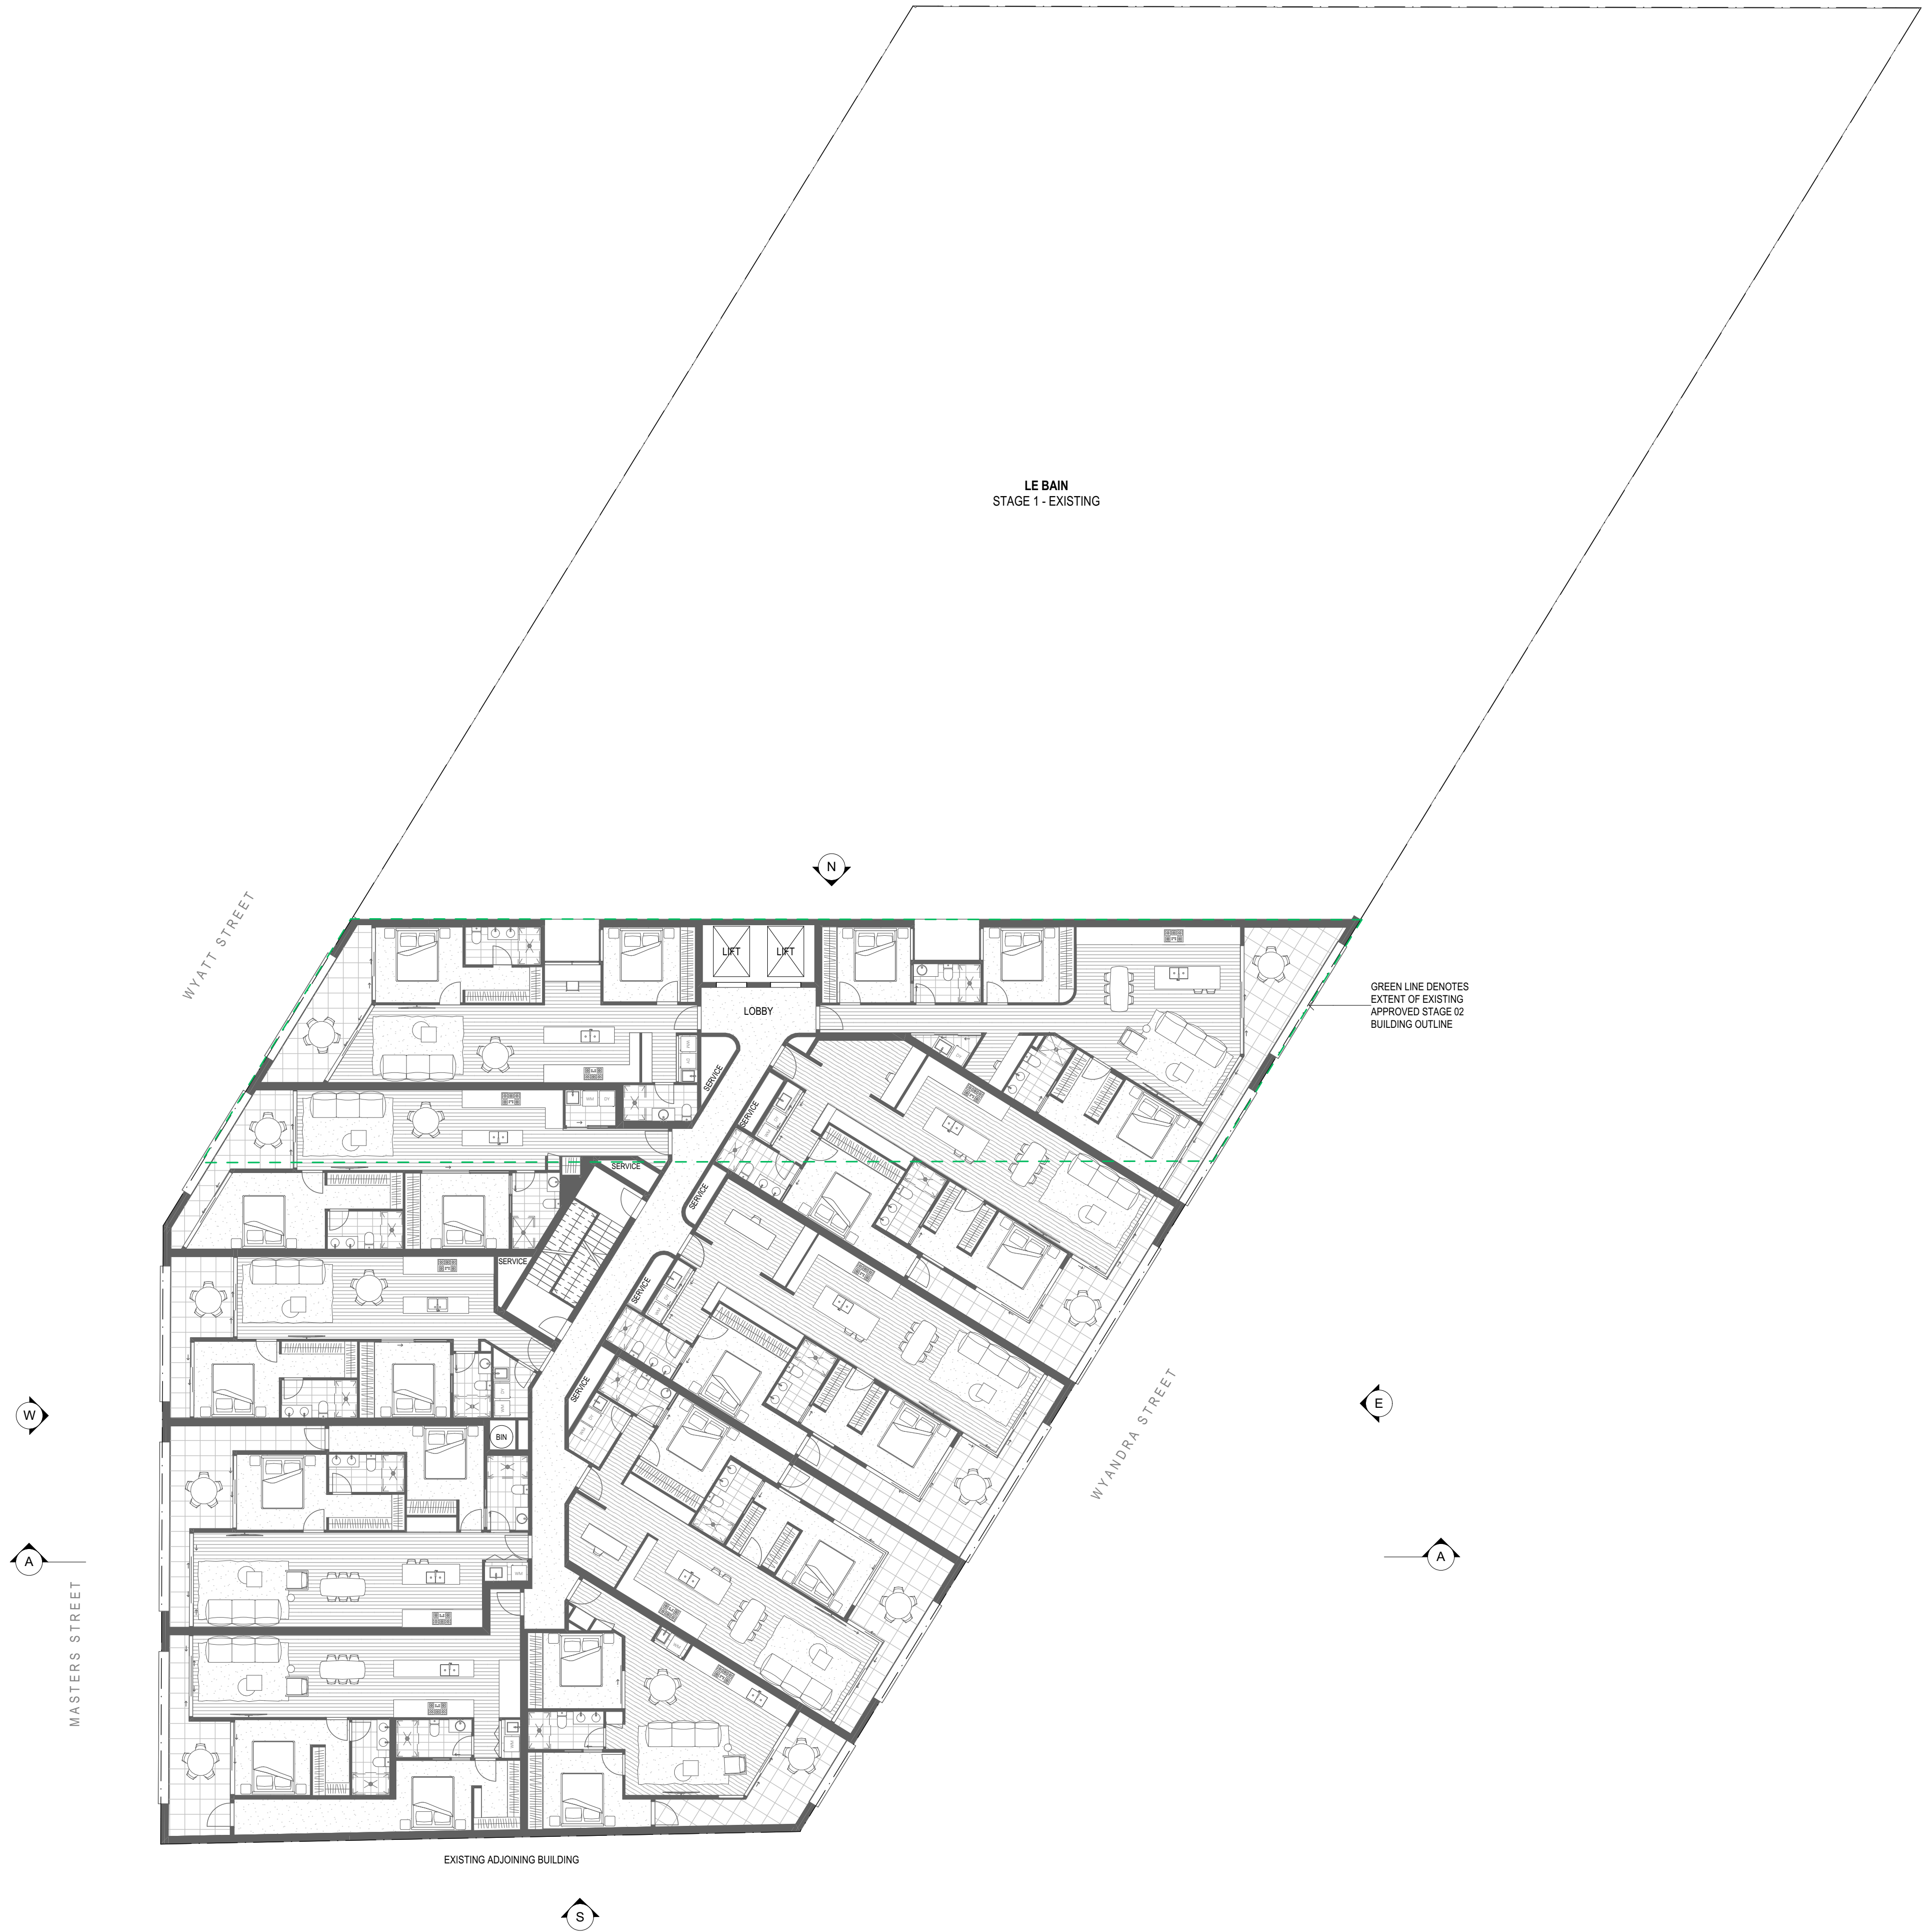 LE BAIN
STAGE 1 - EXISTING
N
WYATT STREET
LIFT
LIFT
LOBBY
GREEN LINE DENOTES
EXTENT OF EXISTING
APPROVED STAGE 02
BUILDING OUTLINE
SERVICE
SERVICE
SERVICE
SERVICE
SERVICE
SERVICE
SERVICE
W
E
BIN
WYANDRA STREET
A
A
MASTERS STREET
EXISTING ADJOINING BUILDING
S